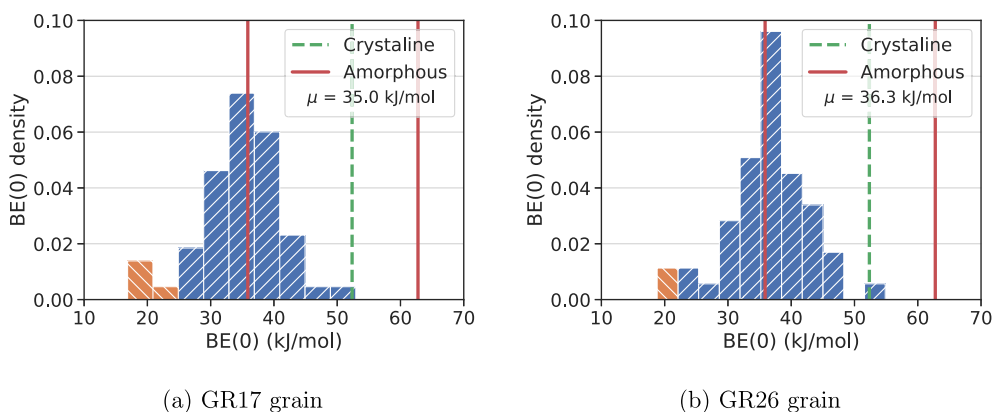 0.10
0.08
0.06
0.04
0.02
0.00
BE(0) density
10 20 30 40 50 60 70
BE(0) (kJ/mol)
Crystaline
Amorphous
μ = 35.0 kJ/mol
(a) GR17 grain
0.10
0.08
0.06
0.04
0.02
0.00
BE(0) density
10 20 30 40 50 60 70
BE(0) (kJ/mol)
Crystaline
Amorphous
μ = 36.3 kJ/mol
(b) GR26 grain